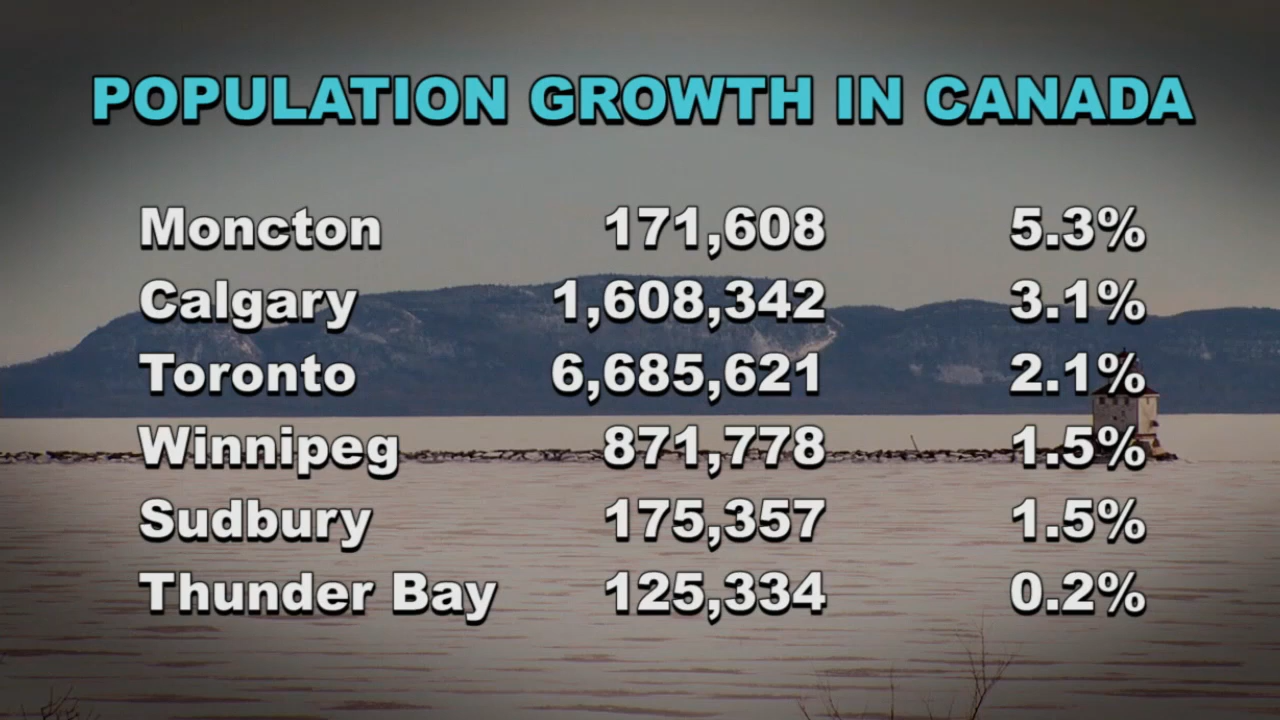 POPULATION GROWTH IN CANADA
Moncton 171,608 5.3%
Calgary 1,608,342 3.1%
Toronto 6,685,621 2.1%
Winnipeg 871,778 1.5%
Sudbury 175,357 1.5%
Thunder Bay 125,334 0.2%